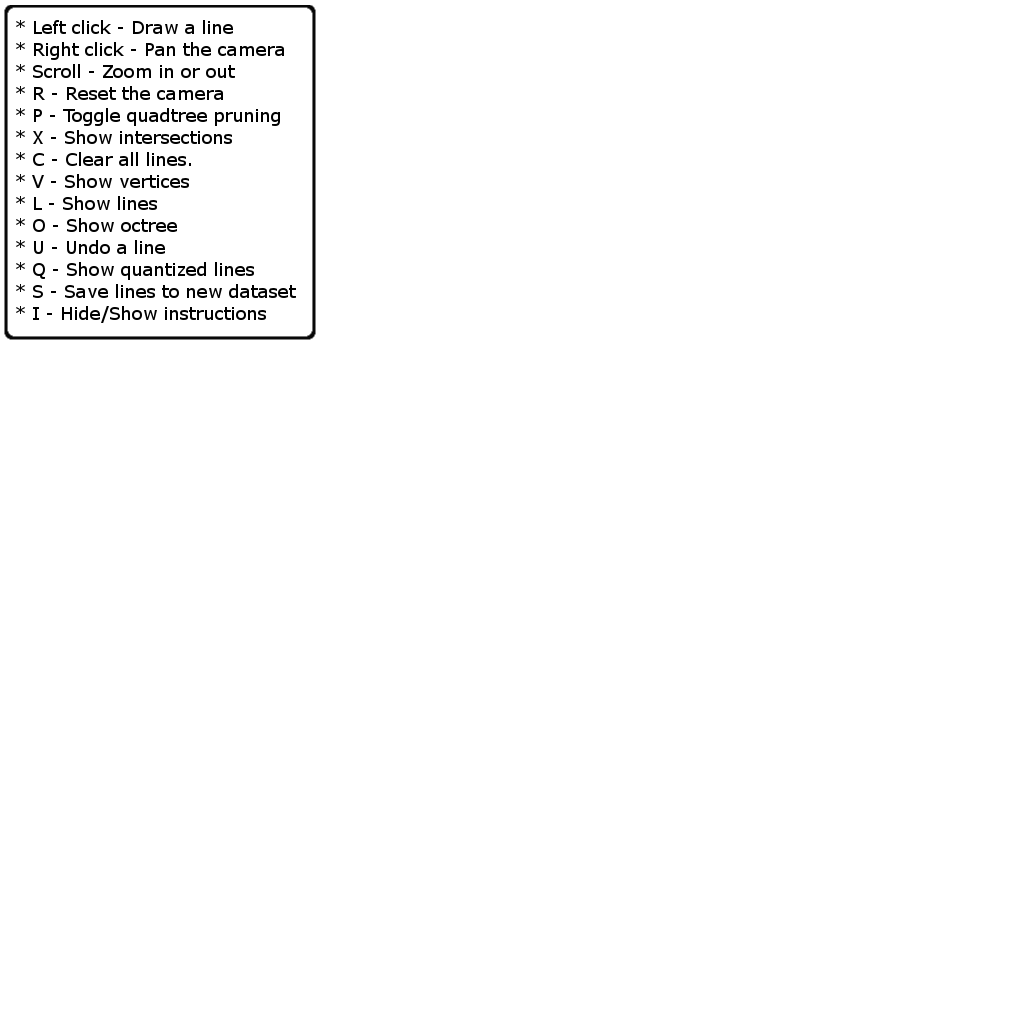 * Left click - Draw a line
* Right click - Pan the camera
* Scroll - Zoom in or out
* R - Reset the camera
* P - Toggle quadtree pruning
* X - Show intersections
* C - Clear all lines.
* V - Show vertices
* L - Show lines
* O - Show octree
* U - Undo a line
* Q - Show quantized lines
* S - Save lines to new dataset
* I - Hide/Show instructions